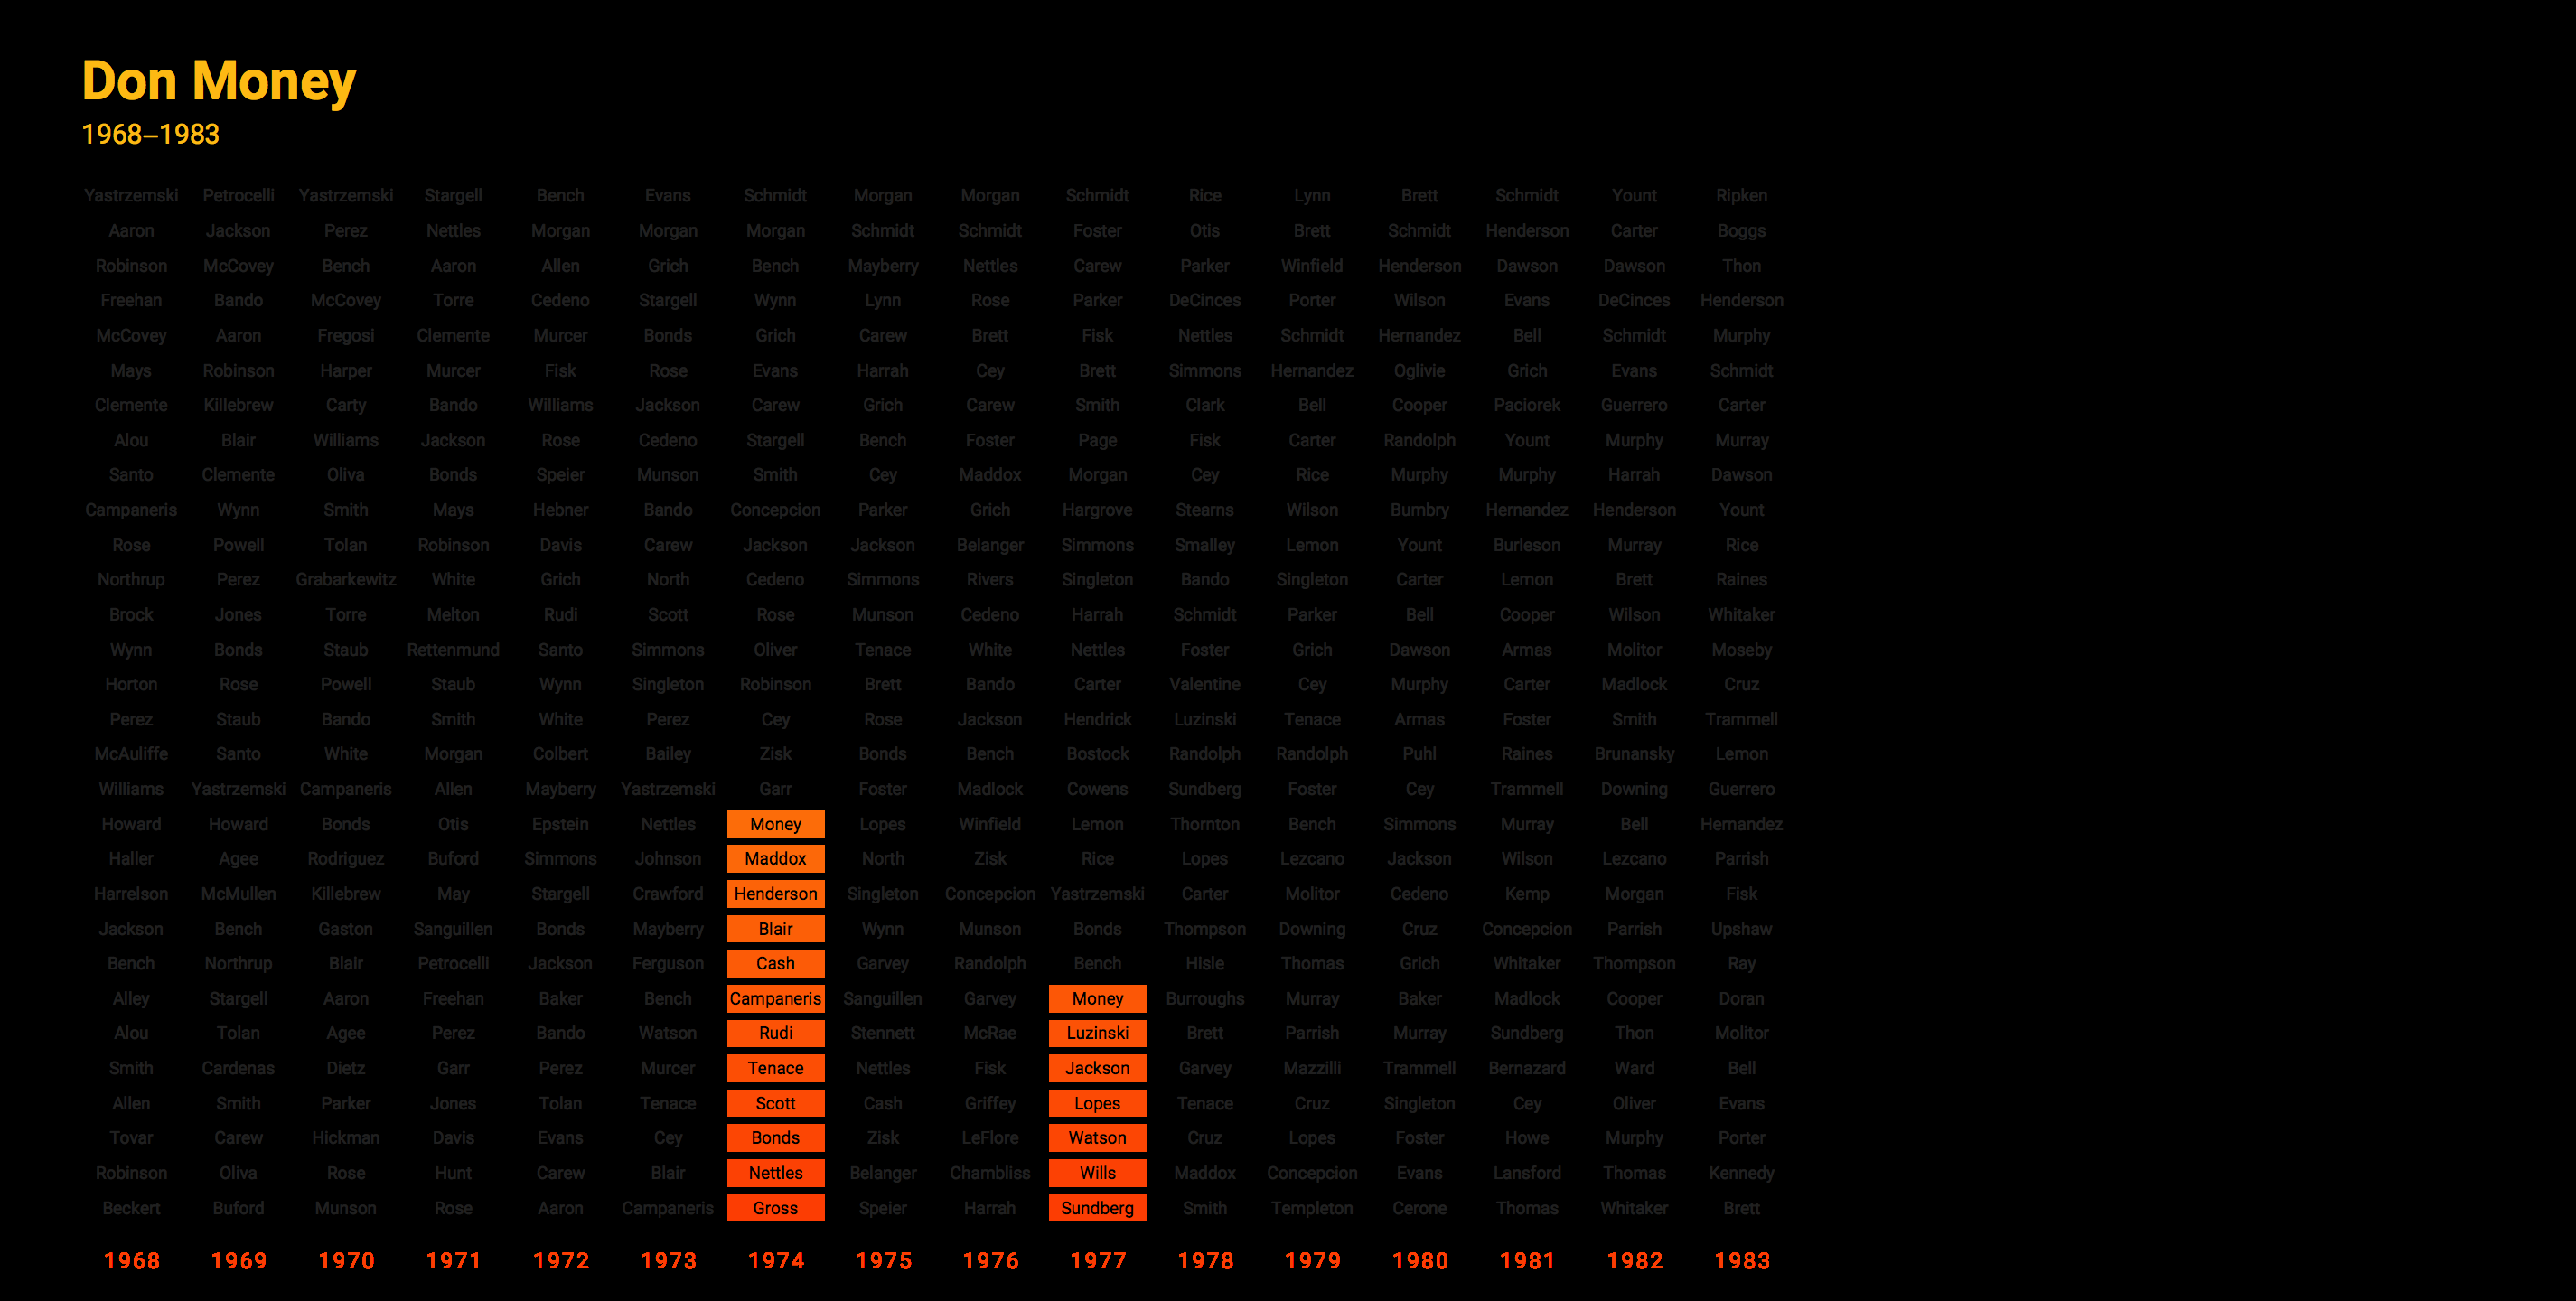 Don Money
1968–1983
Yastrzemski Petrocelli Yastrzemski Stargell Bench Evans Schmidt Morgan Morgan Schmidt Rice Lynn Brett Schmidt Yount Ripken
Aaron Jackson Perez Nettles Morgan Morgan Morgan Schmidt Schmidt Foster Otis Brett Schmidt Henderson Carter Boggs
Robinson McCovey Bench Aaron Allen Grich Bench Mayberry Nettles Carew Parker Winfield Henderson Dawson Dawson Thon
Freehan Bando McCovey Torre Cedeno Stargell Wynn Lynn Rose Parker DeCinces Porter Wilson Evans DeCinces Henderson
McCovey Aaron Fregosi Clemente Murcer Bonds Grich Carew Brett Fisk Nettles Schmidt Hernandez Bell Schmidt Murphy
Mays Robinson Harper Murcer Fisk Rose Evans Harrah Cey Brett Simmons Hernandez Oglivie Grich Evans Schmidt
Clemente Killebrew Carty Bando Williams Jackson Carew Grich Carew Smith Clark Bell Cooper Paciorek Guerrero Carter
Alou Blair Williams Jackson Rose Cedeno Stargell Bench Foster Page Fisk Carter Randolph Yount Murphy Murray
Santo Clemente Oliva Bonds Speier Munson Smith Cey Maddox Morgan Cey Rice Murphy Murphy Harrah Dawson
Campaneris Wynn Smith Mays Hebner Bando Concepcion Parker Grich Hargrove Stearns Wilson Bumbry Hernandez Henderson Yount
Rose Powell Tolan Robinson Davis Carew Jackson Jackson Belanger Simmons Smalley Lemon Yount Burleson Murray Rice
Northrup Perez Grabarkewitz White Grich North Cedeno Simmons Rivers Singleton Bando Singleton Carter Lemon Brett Raines
Brock Jones Torre Melton Rudi Scott Rose Munson Cedeno Harrah Schmidt Parker Bell Cooper Wilson Whitaker
Wynn Bonds Staub Rettenmund Santo Simmons Oliver Tenace White Nettles Foster Grich Dawson Armas Molitor Moseby
Horton Rose Powell Staub Wynn Singleton Robinson Brett Bando Carter Valentine Cey Murphy Carter Madlock Cruz
Perez Staub Bando Smith White Perez Cey Rose Jackson Hendrick Luzinski Tenace Armas Foster Smith Trammell
McAuliffe Santo White Morgan Colbert Bailey Zisk Bonds Bench Bostock Randolph Randolph Puhl Raines Brunansky Lemon
Williams Yastrzemski Campaneris Allen Mayberry Yastrzemski Garr Foster Madlock Cowens Sundberg Foster Cey Trammell Downing Guerrero
Howard Howard Bonds Otis Epstein Nettles Money Lopes Winfield Lemon Thornton Bench Simmons Murray Bell Hernandez
Haller Agee Rodriguez Buford Simmons Johnson Maddox North Zisk Rice Lopes Lezcano Jackson Wilson Lezcano Parrish
Harrelson McMullen Killebrew May Stargell Crawford Henderson Singleton Concepcion Yastrzemski Carter Molitor Cedeno Kemp Morgan Fisk
Jackson Bench Gaston Sanguillen Bonds Mayberry Blair Wynn Munson Bonds Thompson Downing Cruz Concepcion Parrish Upshaw
Bench Northrup Blair Petrocelli Jackson Ferguson Cash Garvey Randolph Bench Hisle Thomas Grich Whitaker Thompson Ray
Alley Stargell Aaron Freehan Baker Bench Campaneris Sanguillen Garvey Money Burroughs Murray Baker Madlock Cooper Doran
Alou Tolan Agee Perez Bando Watson Rudi Stennett McRae Luzinski Brett Parrish Murray Sundberg Thon Molitor
Smith Cardenas Dietz Garr Perez Murcer Tenace Nettles Fisk Jackson Garvey Mazzilli Trammell Bernazard Ward Bell
Allen Smith Parker Jones Tolan Tenace Scott Cash Griffey Lopes Tenace Cruz Singleton Cey Oliver Evans
Tovar Carew Hickman Davis Evans Cey Bonds Zisk LeFlore Watson Cruz Lopes Foster Howe Murphy Porter
Robinson Oliva Rose Hunt Carew Blair Nettles Belanger Chambliss Wills Maddox Concepcion Evans Lansford Thomas Kennedy
Beckert Buford Munson Rose Aaron Campaneris Gross Speier Harrah Sundberg Smith Templeton Cerone Thomas Whitaker Brett
1968 1969 1970 1971 1972 1973 1974 1975 1976 1977 1978 1979 1980 1981 1982 1983